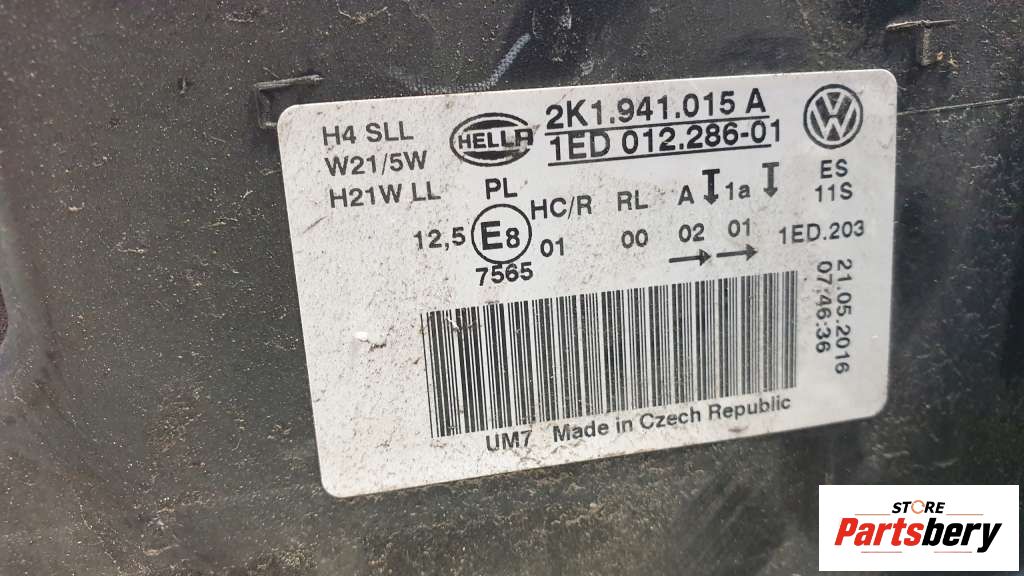 H4 SLL
W21/5W
H21W LL
HELLA
2K1.941.015 A
1ED 012.286-01
VW
ES
11S
PL
12,5 E8
7565
HC/R RL A 1a
01 00 02 01
1ED.203
21.05.2016
07:46:36
UM7 Made in Czech Republic
STORE
Partsbery